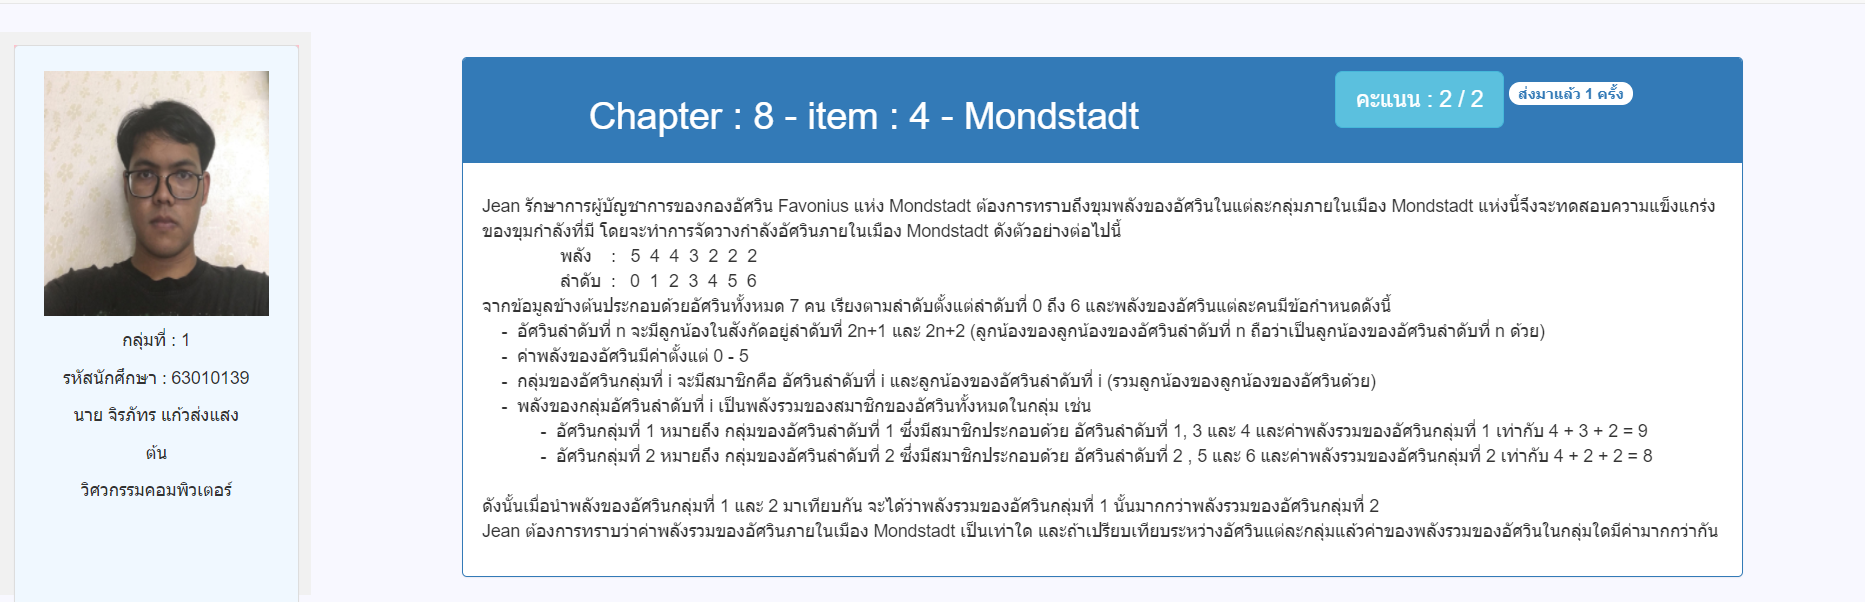 กลุ่มที่ : 1
รหัสนักศึกษา : 63010139
นาย จิรภัทร แก้วส่งแสง
ต้น
วิศวกรรมคอมพิวเตอร์
Chapter : 8 - item : 4 - Mondstadt
คะแนน : 2 / 2
ส่งมาแล้ว 1 ครั้ง
Jean รักษาการผู้บัญชาการของกองอัศวิน Favonius แห่ง Mondstadt ต้องการทราบถึงขุมพลังของอัศวินในแต่ละกลุ่มภายในเมือง Mondstadt แห่งนี้จึงจะทดสอบความแข็งแกร่ง
ของขุมกำลังที่มี โดยจะทำการจัดวางกำลังอัศวินภายในเมือง Mondstadt ดังตัวอย่างต่อไปนี้
พลัง : 5 4 4 3 2 2 2
ลำดับ : 0 1 2 3 4 5 6
จากข้อมูลข้างต้นประกอบด้วยอัศวินทั้งหมด 7 คน เรียงตามลำดับตั้งแต่ลำดับที่ 0 ถึง 6 และพลังของอัศวินแต่ละคนมีข้อกำหนดดังนี้
- อัศวินลำดับที่ n จะมีลูกน้องในสังกัดอยู่ลำดับที่ 2n+1 และ 2n+2 (ลูกน้องของลูกน้องของอัศวินลำดับที่ n ถือว่าเป็นลูกน้องของอัศวินลำดับที่ n ด้วย)
- ค่าพลังของอัศวินมีค่าตั้งแต่ 0 - 5
- กลุ่มของอัศวินกลุ่มที่ i จะมีสมาชิกคือ อัศวินลำดับที่ i และลูกน้องของอัศวินลำดับที่ i (รวมลูกน้องของลูกน้องของอัศวินด้วย)
- พลังของกลุ่มอัศวินลำดับที่ i เป็นพลังรวมของสมาชิกของอัศวินทั้งหมดในกลุ่ม เช่น
- อัศวินกลุ่มที่ 1 หมายถึง กลุ่มของอัศวินลำดับที่ 1 ซึ่งมีสมาชิกประกอบด้วย อัศวินลำดับที่ 1, 3 และ 4 และค่าพลังรวมของอัศวินกลุ่มที่ 1 เท่ากับ 4 + 3 + 2 = 9
- อัศวินกลุ่มที่ 2 หมายถึง กลุ่มของอัศวินลำดับที่ 2 ซึ่งมีสมาชิกประกอบด้วย อัศวินลำดับที่ 2 , 5 และ 6 และค่าพลังรวมของอัศวินกลุ่มที่ 2 เท่ากับ 4 + 2 + 2 = 8
ดังนั้นเมื่อนำพลังของอัศวินกลุ่มที่ 1 และ 2 มาเทียบกัน จะได้ว่าพลังรวมของอัศวินกลุ่มที่ 1 นั้นมากกว่าพลังรวมของอัศวินกลุ่มที่ 2
Jean ต้องการทราบว่าค่าพลังรวมของอัศวินภายในเมือง Mondstadt เป็นเท่าใด และถ้าเปรียบเทียบระหว่างอัศวินแต่ละกลุ่มแล้วค่าของพลังรวมของอัศวินในกลุ่มใดมีค่ามากกว่ากัน